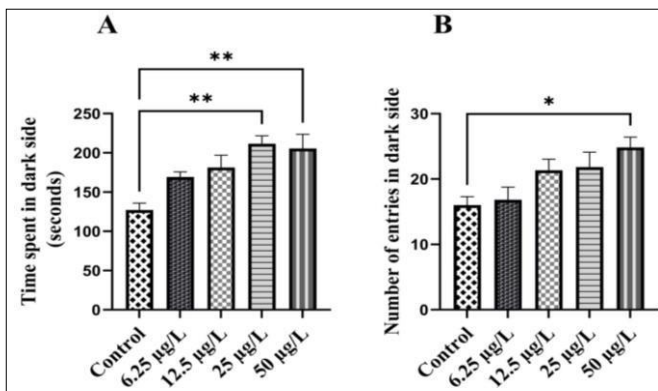 A
**
**
Time spent in dark side
(seconds)
250
200
150
100
50
0
Control
6.25 µg/L
12.5 µg/L
25 µg/L
50 µg/L
B
*
Number of entries in dark side
30
20
10
0
Control
6.25 µg/L
12.5 µg/L
25 µg/L
50 µg/L